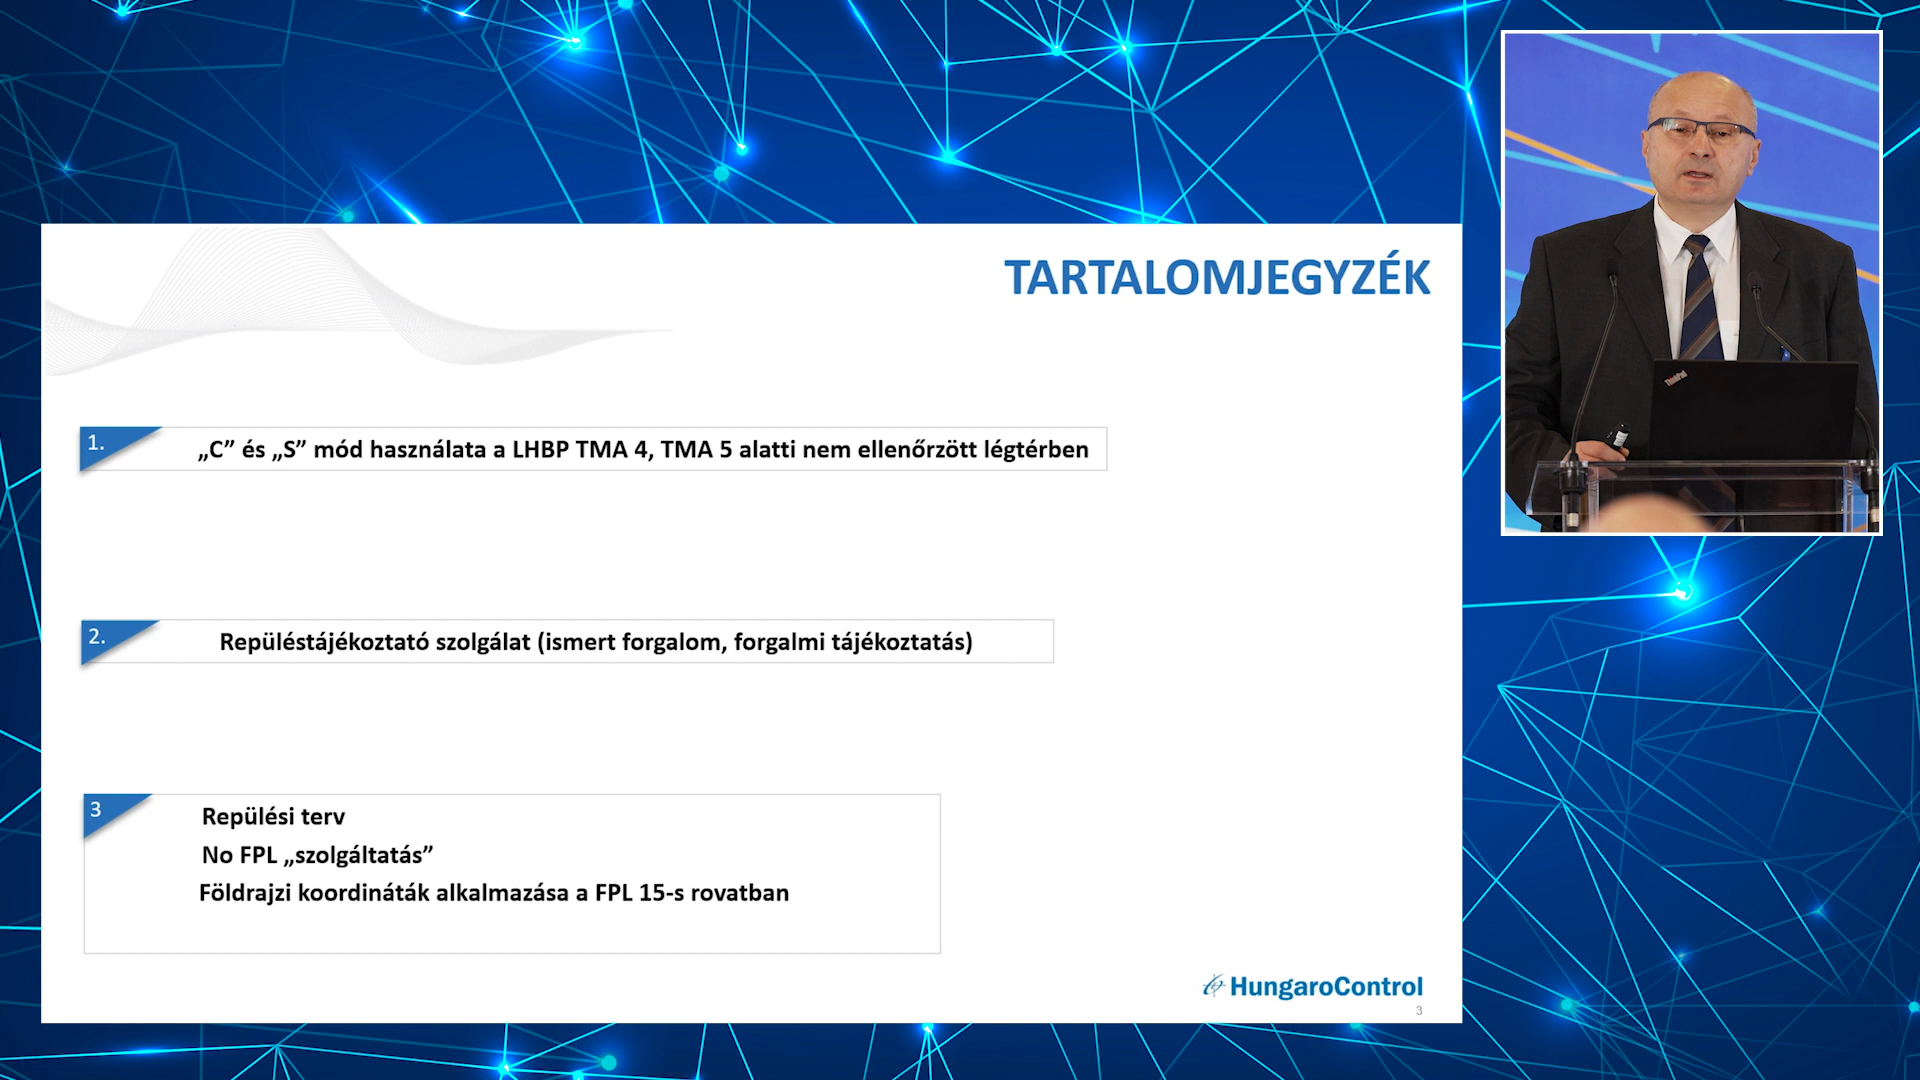 TARTALOMJEGYZÉK
1.
„C” és „S” mód használata a LHBP TMA 4, TMA 5 alatti nem ellenőrzött légtérben
2.
Repüléstájékoztató szolgálat (ismert forgalom, forgalmi tájékoztatás)
3
Repülési terv
No FPL „szolgáltatás”
Földrajzi koordináták alkalmazása a FPL 15-s rovatban
HungaroControl
3
ThinkPad